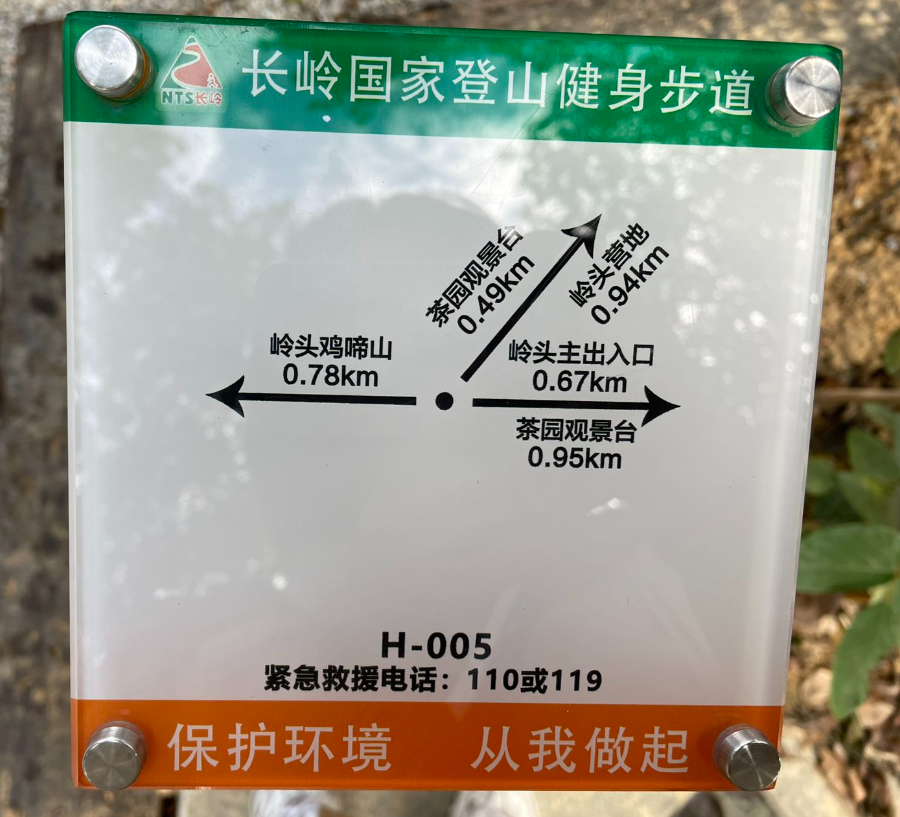 长岭国家登山健身步道
NTS长岭
茶园观景台
0.49km
岭头营地
0.94km
岭头鸡啼山
0.78km
岭头主出入口
0.67km
茶园观景台
0.95km
H-005
紧急救援电话：110或119
保护环境 从我做起